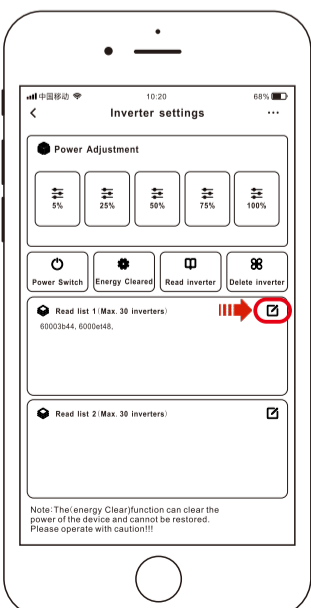 中国移动 10:20 68%
Inverter settings
Power Adjustment
5% 25% 50% 75% 100%
Power Switch Energy Cleared Read inverter Delete inverter
Read list 1(Max. 30 inverters)
60003b44, 6000et48,
Read list 2(Max. 30 inverters)
Note:The(energy Clear)function can clear the
power of the device and cannot be restored.
Please operate with caution!!!